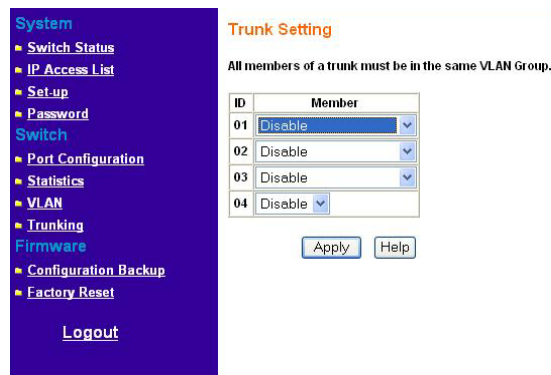 System
Switch Status
IP Access List
Set-up
Password
Switch
Port Configuration
Statistics
VLAN
Trunking
Firmware
Configuration Backup
Factory Reset
Logout
Trunk Setting
All members of a trunk must be in the same VLAN Group.
ID Member
01 Disable
02 Disable
03 Disable
04 Disable
Apply Help